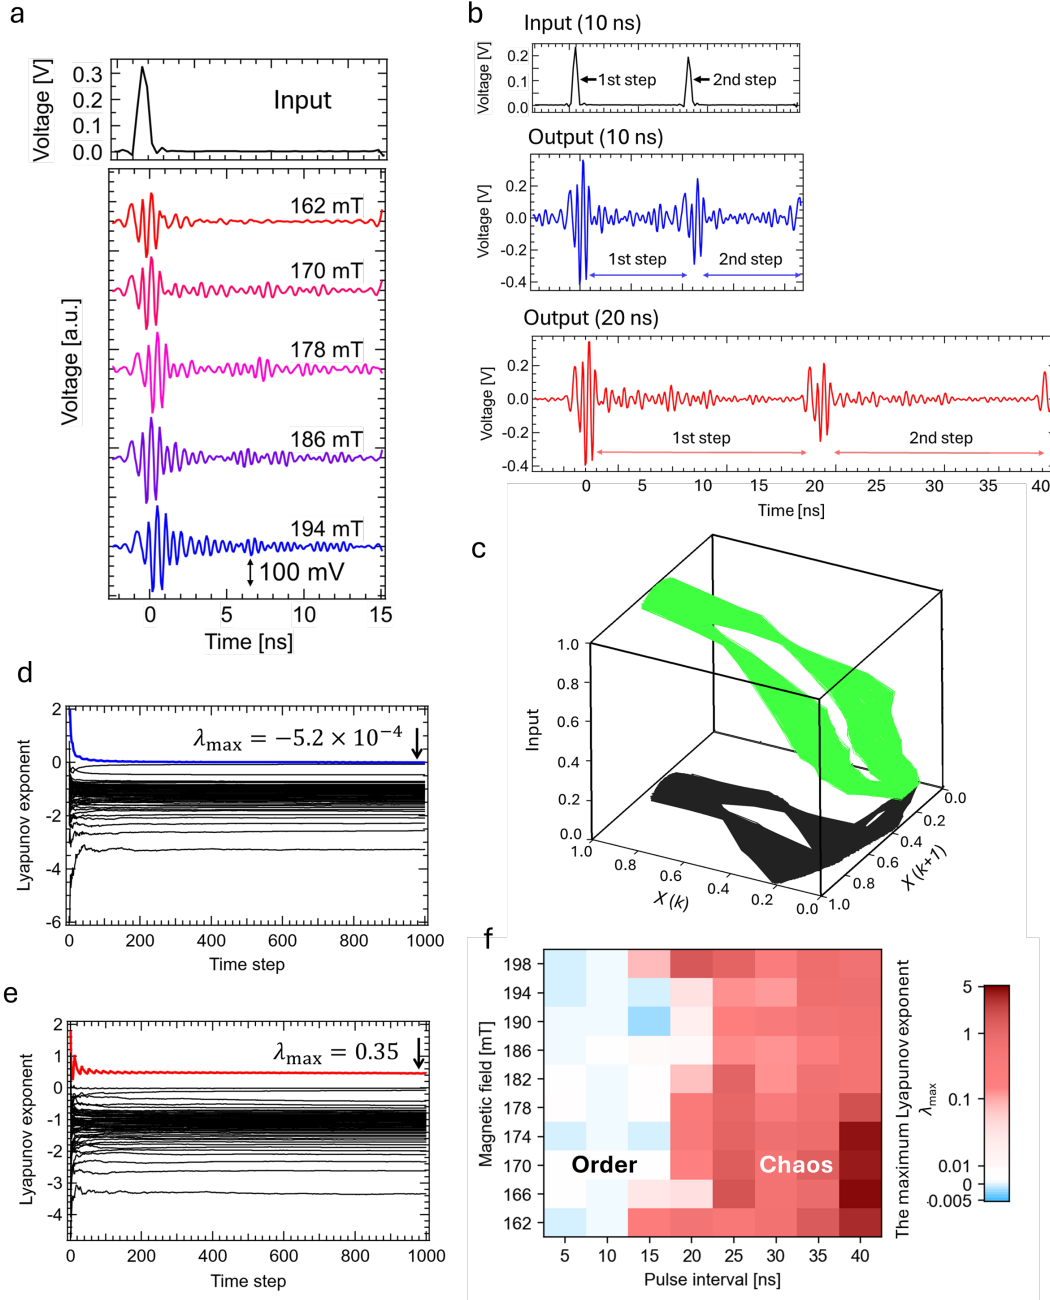 a
Voltage [V]
0.3
0.2
0.1
0.0
Input
Voltage [a.u.]
162 mT
170 mT
178 mT
186 mT
194 mT
100 mV
0 5 10 15
Time [ns]
b
Input (10 ns)
Voltage [V]
0.2
0.1
0.0
1st step
2nd step
Output (10 ns)
Voltage [V]
0.2
0.0
-0.2
-0.4
1st step
2nd step
Output (20 ns)
Voltage [V]
0.2
0.0
-0.2
-0.4
1st step
2nd step
0 5 10 15 20 25 30 35 40
Time [ns]
c
Input
1.0
0.8
0.6
0.4
0.2
0.0
1.0 0.8 0.6 0.4 0.2 0.0
X (k)
1.0 0.8 0.6 0.4 0.2 0.0
X (k+1)
d
Lyapunov exponent
2
0
-2
-4
-6
λmax = −5.2 × 10⁻⁴
0 200 400 600 800 1000
Time step
e
Lyapunov exponent
2
1
0
-1
-2
-3
-4
λmax = 0.35
0 200 400 600 800 1000
Time step
f
Magnetic field [mT]
198
194
190
186
182
178
174
170
166
162
Order
Chaos
5 10 15 20 25 30 35 40
Pulse interval [ns]
The maximum Lyapunov exponent
λmax
5
1
0.1
0.01
0
-0.005